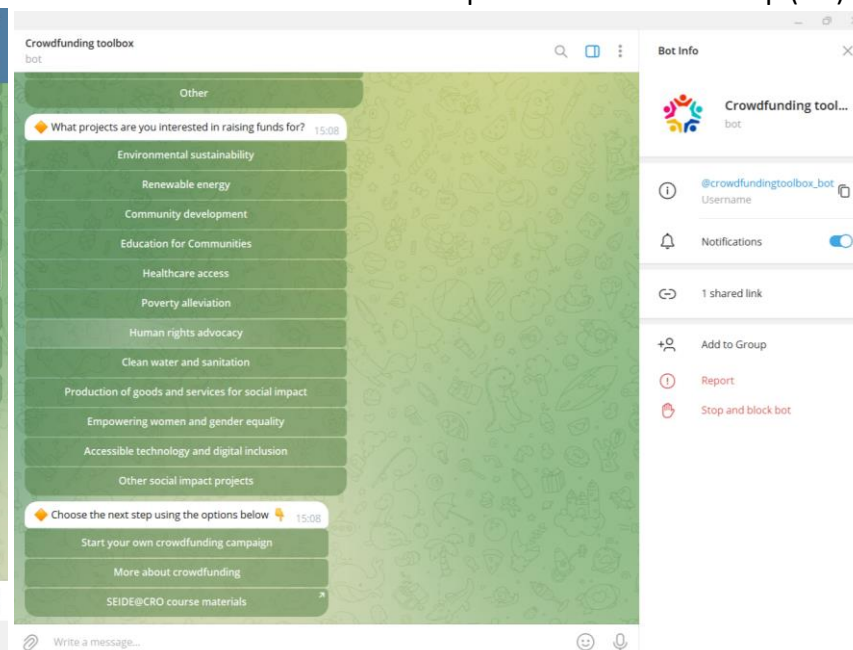 Crowdfunding toolbox
bot
Bot Info
Other
🔶 What projects are you interested in raising funds for? 15:08
Environmental sustainability
Renewable energy
Community development
Education for Communities
Healthcare access
Poverty alleviation
Human rights advocacy
Clean water and sanitation
Production of goods and services for social impact
Empowering women and gender equality
Accessible technology and digital inclusion
Other social impact projects
🔶 Choose the next step using the options below 👇 15:08
Start your own crowdfunding campaign
More about crowdfunding
SEIDE@CRO course materials
Write a message...
Crowdfunding tool...
bot
@crowdfundingtoolbox_bot
Username
Notifications
1 shared link
Add to Group
Report
Stop and block bot